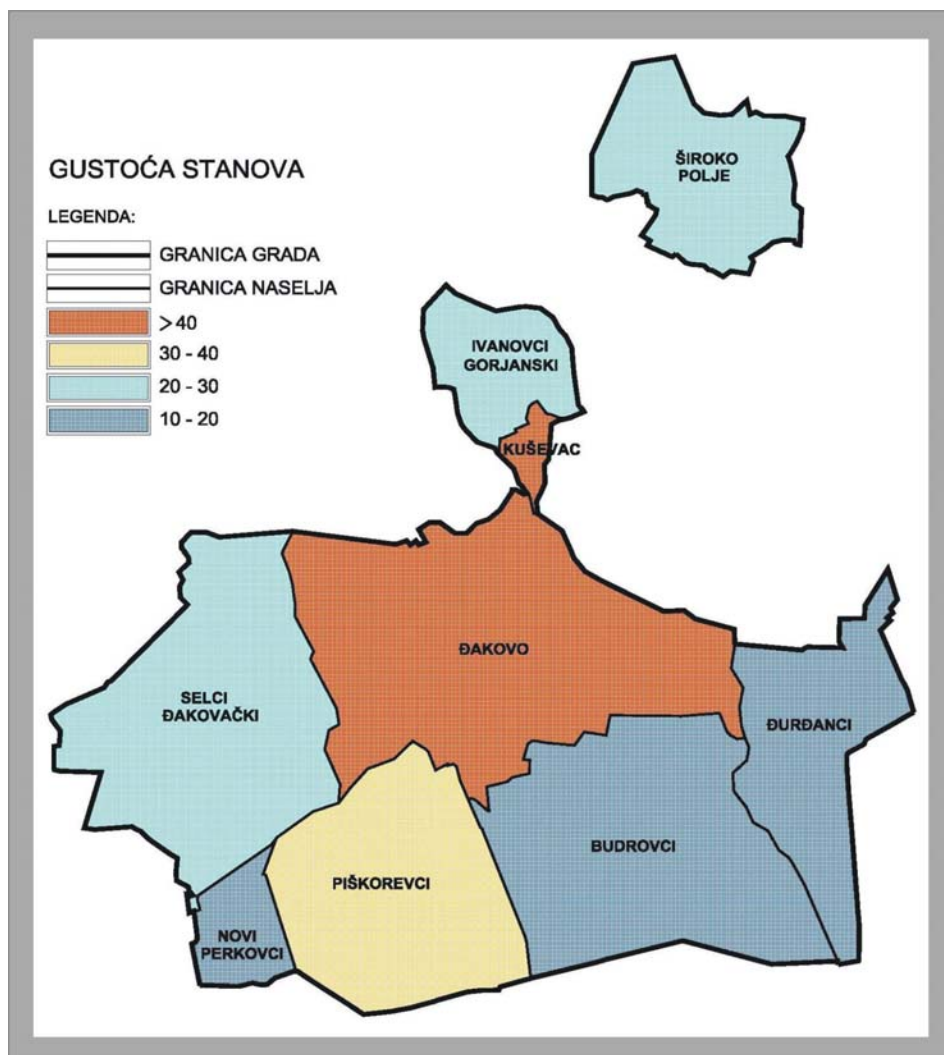 GUSTOĆA STANOVA
LEGENDA:
GRANICA GRADA
GRANICA NASELJA
>40
30 - 40
20 - 30
10 - 20
ŠIROKO
POLJE
IVANOVCI
GORJANSKI
KUŠEVAC
ĐAKOVO
SELCI
ĐAKOVAČKI
ĐURĐANCI
BUDROVCI
PIŠKOREVCI
NOVI
PERKOVCI